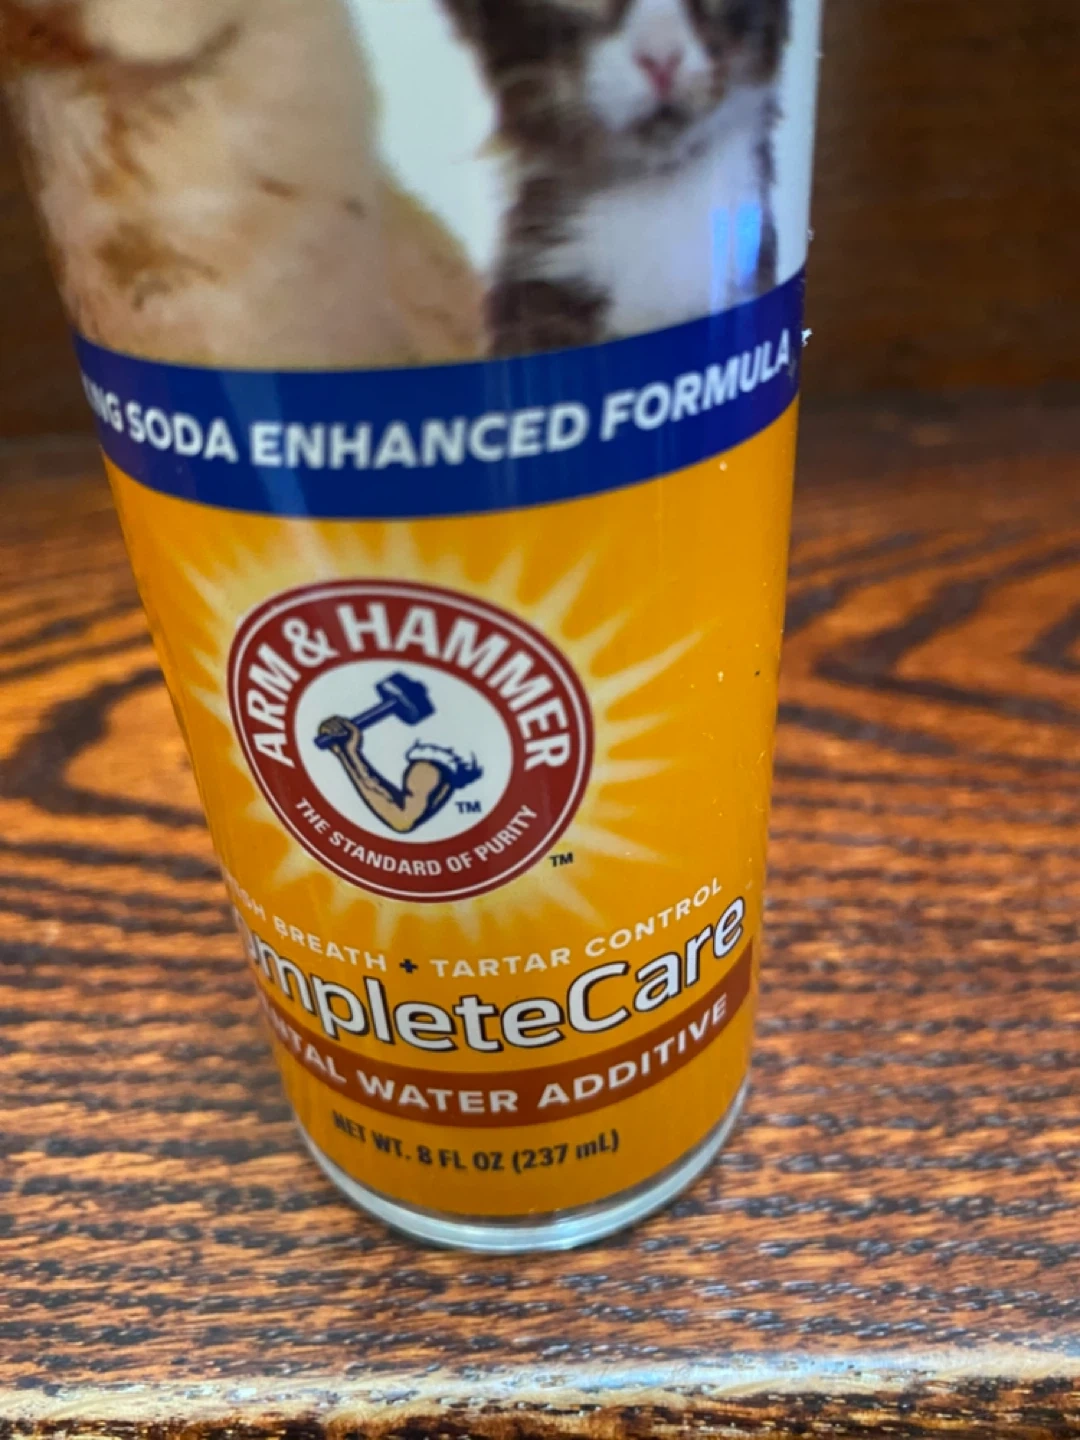 SODA ENHANCED FORMULA
ARM & HAMMER
TM
THE STANDARD OF PURITY
TM
BREATH + TARTAR CONTROL
mpleteCare
WATER ADDITIVE
NET WT. 8 FL OZ (237 mL)